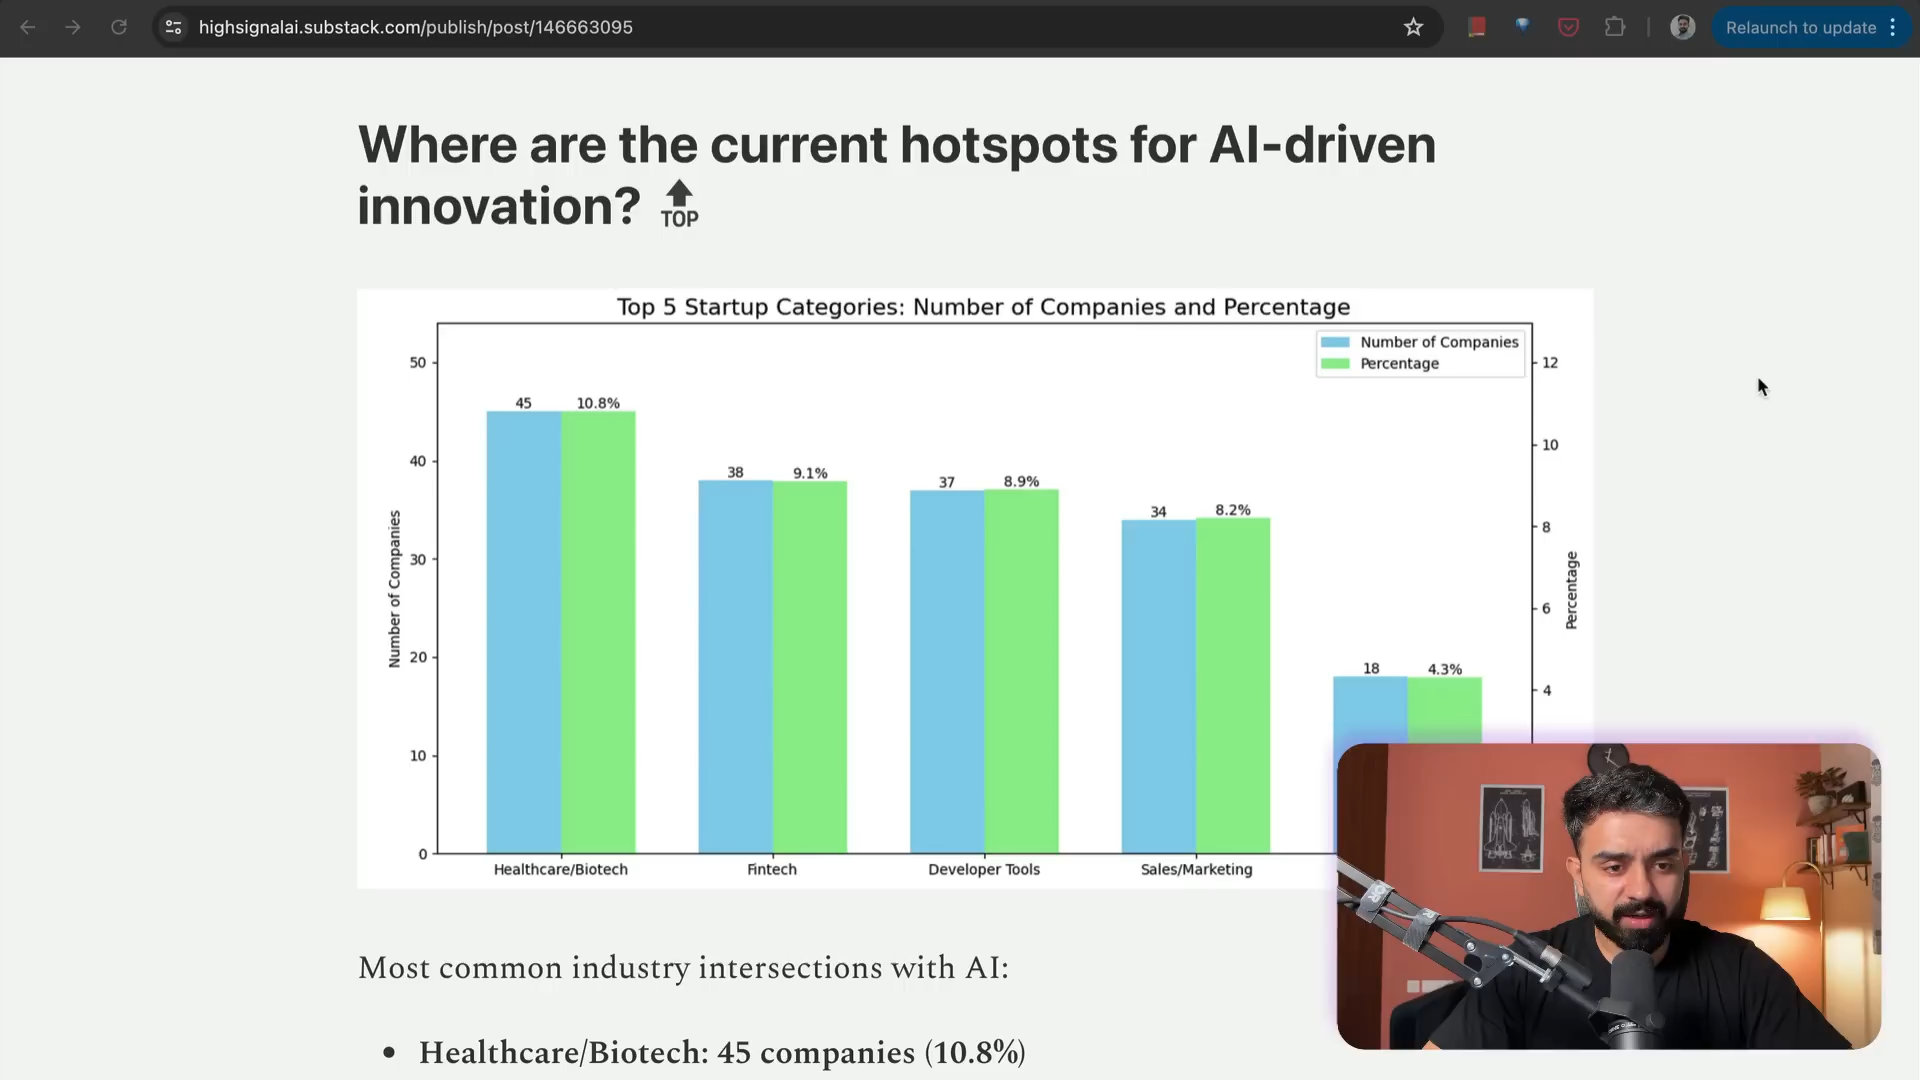 highsignalai.substack.com/publish/post/146663095
Relaunch to update
Where are the current hotspots for AI-driven
innovation? TOP
Top 5 Startup Categories: Number of Companies and Percentage
Number of Companies
Percentage
50
40
30
20
10
0
Number of Companies
12
10
8
6
4
Percentage
45
10.8%
38
9.1%
37
8.9%
34
8.2%
18
4.3%
Healthcare/Biotech
Fintech
Developer Tools
Sales/Marketing
Most common industry intersections with AI:
• Healthcare/Biotech: 45 companies (10.8%)